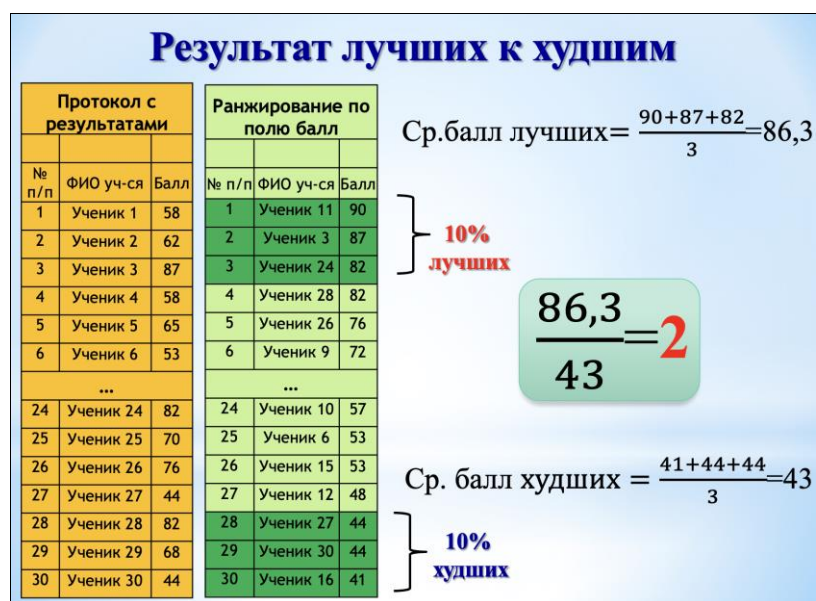 Результат лучших к худшим
Протокол с
результатами
№
п/п ФИО уч-ся Балл
1 Ученик 1 58
2 Ученик 2 62
3 Ученик 3 87
4 Ученик 4 58
5 Ученик 5 65
6 Ученик 6 53
...
24 Ученик 24 82
25 Ученик 25 70
26 Ученик 26 76
27 Ученик 27 44
28 Ученик 28 82
29 Ученик 29 68
30 Ученик 30 44
Ранжирование по
полю балл
№ п/п ФИО уч-ся Балл
1 Ученик 11 90
2 Ученик 3 87
3 Ученик 24 82
4 Ученик 28 82
5 Ученик 26 76
6 Ученик 9 72
...
24 Ученик 10 57
25 Ученик 6 53
26 Ученик 15 53
27 Ученик 12 48
28 Ученик 27 44
29 Ученик 30 44
30 Ученик 16 41
Ср.балл лучших= 90+87+82/3=86,3
10%
лучших
86,3/43=2
Ср. балл худших = 41+44+44/3=43
10%
худших